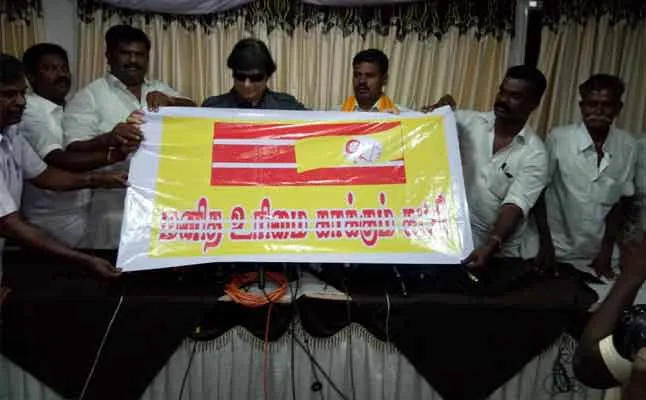 மனித உரிமை காக்கும் கட்சி